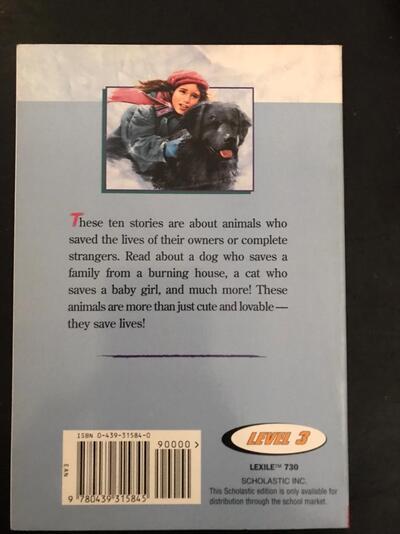 These ten stories are about animals who
saved the lives of their owners or complete
strangers. Read about a dog who saves a
family from a burning house, a cat who
saves a baby girl, and much more! These
animals are more than just cute and lovable—
they save lives!
ISBN 0-439-31584-0
90000>
EAN
9 780439 315845
LEVEL 3
LEXILE™ 730
SCHOLASTIC INC.
This Scholastic edition is only available for
distribution through the school market.